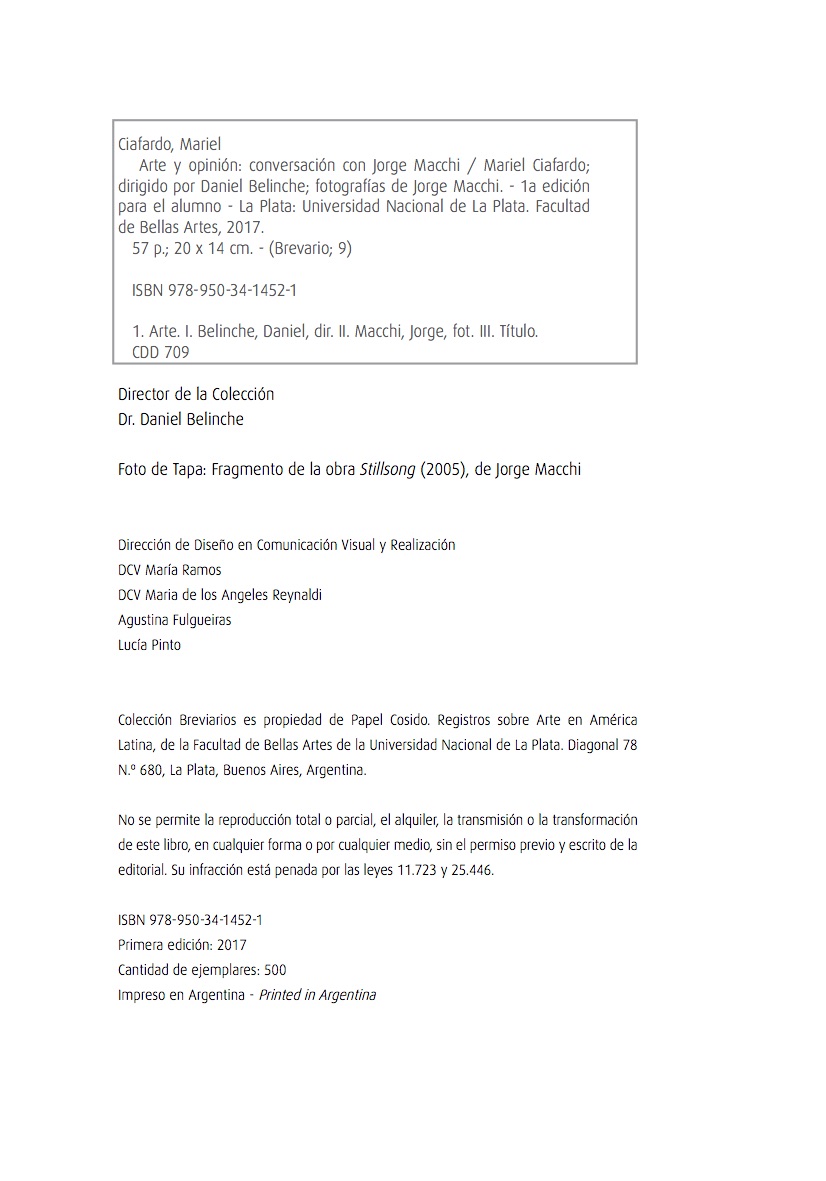 Ciafardo, Mariel
Arte y opinión: conversación con Jorge Macchi / Mariel Ciafardo;
dirigido por Daniel Belinche; fotografías de Jorge Macchi. - 1a edición
para el alumno - La Plata: Universidad Nacional de La Plata. Facultad
de Bellas Artes, 2017.
57 p.; 20 x 14 cm. - (Brevario; 9)
ISBN 978-950-34-1452-1
1. Arte. I. Belinche, Daniel, dir. II. Macchi, Jorge, fot. III. Título.
CDD 709
Director de la Colección
Dr. Daniel Belinche
Foto de Tapa: Fragmento de la obra Stillsong (2005), de Jorge Macchi
Dirección de Diseño en Comunicación Visual y Realización
DCV María Ramos
DCV Maria de los Angeles Reynaldi
Agustina Fulgueiras
Lucía Pinto
Colección Breviarios es propiedad de Papel Cosido. Registros sobre Arte en América
Latina, de la Facultad de Bellas Artes de la Universidad Nacional de La Plata. Diagonal 78
N.º 680, La Plata, Buenos Aires, Argentina.
No se permite la reproducción total o parcial, el alquiler, la transmisión o la transformación
de este libro, en cualquier forma o por cualquier medio, sin el permiso previo y escrito de la
editorial. Su infracción está penada por las leyes 11.723 y 25.446.
ISBN 978-950-34-1452-1
Primera edición: 2017
Cantidad de ejemplares: 500
Impreso en Argentina - Printed in Argentina